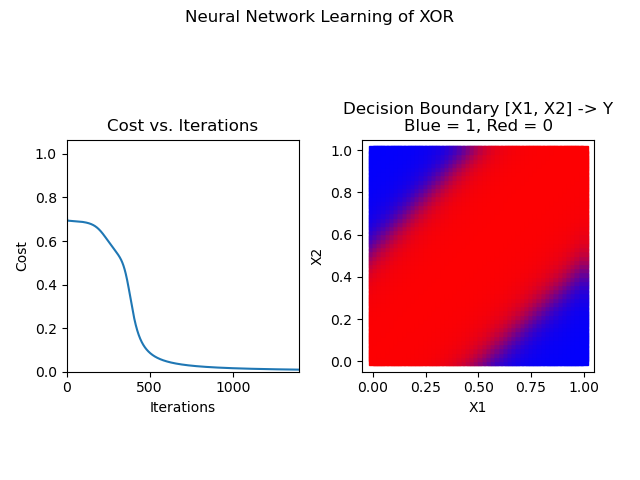 Neural Network Learning of XOR
Cost vs. Iterations
1.0
0.8
0.6
0.4
0.2
0.0
Cost
0
500
1000
Iterations
Decision Boundary [X1, X2] -> Y
Blue = 1, Red = 0
1.0
0.8
0.6
0.4
0.2
0.0
X2
0.00
0.25
0.50
0.75
1.00
X1